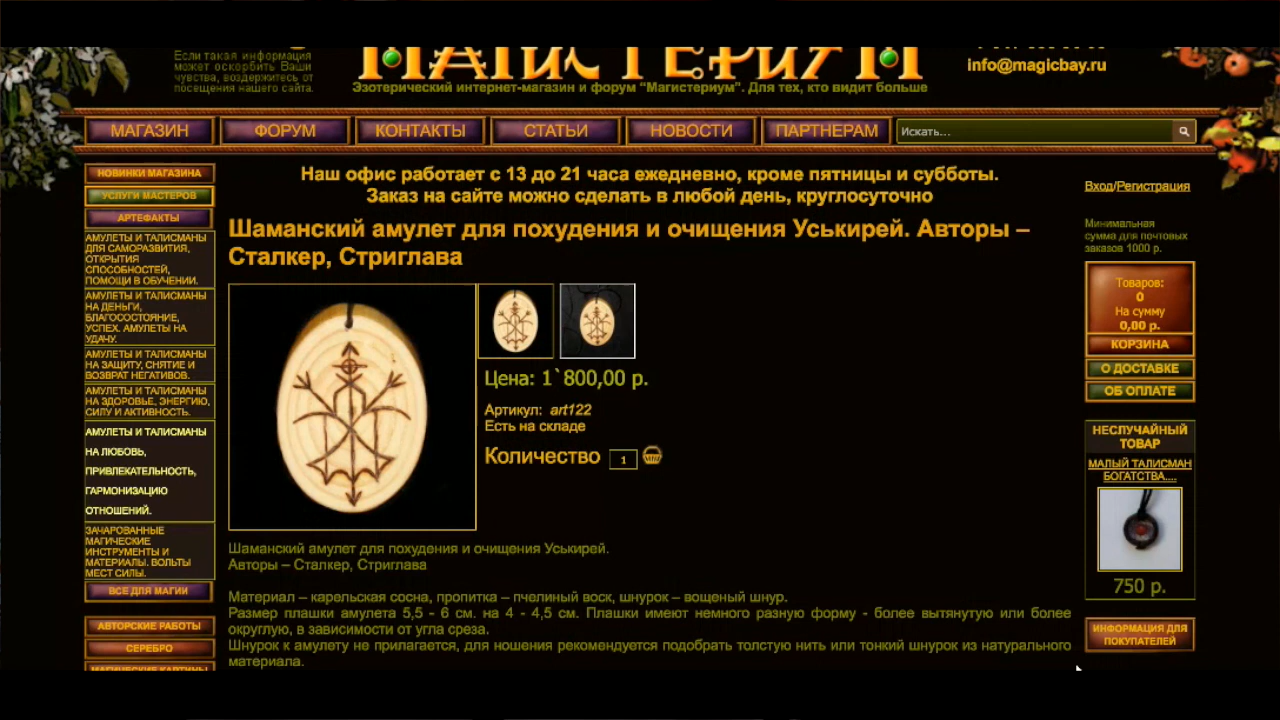 Если такая информация
может оскорбить Ваши
чувства, воздержитесь от
посещения нашего сайта.
МАГИСТЕРИУМ
Эзотерический интернет-магазин и форум "Магистериум". Для тех, кто видит больше
info@magicbay.ru
МАГАЗИН
ФОРУМ
КОНТАКТЫ
СТАТЬИ
НОВОСТИ
ПАРТНЕРАМ
Искать...
НОВИНКИ МАГАЗИНА
УСЛУГИ МАСТЕРОВ
АРТЕФАКТЫ
АМУЛЕТЫ И ТАЛИСМАНЫ
ДЛЯ САМОРАЗВИТИЯ,
ОТКРЫТИЯ
СПОСОБНОСТЕЙ,
ПОМОЩИ В ОБУЧЕНИИ.
АМУЛЕТЫ И ТАЛИСМАНЫ
НА ДЕНЬГИ,
БЛАГОСОСТОЯНИЕ,
УСПЕХ. АМУЛЕТЫ НА
УДАЧУ.
АМУЛЕТЫ И ТАЛИСМАНЫ
НА ЗАЩИТУ, СНЯТИЕ И
ВОЗВРАТ НЕГАТИВОВ.
АМУЛЕТЫ И ТАЛИСМАНЫ
НА ЗДОРОВЬЕ, ЭНЕРГИЮ,
СИЛУ И АКТИВНОСТЬ.
АМУЛЕТЫ И ТАЛИСМАНЫ
НА ЛЮБОВЬ,
ПРИВЛЕКАТЕЛЬНОСТЬ,
ГАРМОНИЗАЦИЮ
ОТНОШЕНИЙ.
ЗАЧАРОВАННЫЕ
МАГИЧЕСКИЕ
ИНСТРУМЕНТЫ И
МАТЕРИАЛЫ. ВОЛЬТЫ
МЕСТ СИЛЫ.
ВСЕ ДЛЯ МАГИИ
АВТОРСКИЕ РАБОТЫ
СЕРЕБРО
МАГИЧЕСКИЕ КАРТИНЫ
Наш офис работает с 13 до 21 часа ежедневно, кроме пятницы и субботы.
Заказ на сайте можно сделать в любой день, круглосуточно
Шаманский амулет для похудения и очищения Уськирей. Авторы –
Сталкер, Стриглава
Цена: 1`800,00 р.
Артикул: art122
Есть на складе
Количество 1
Шаманский амулет для похудения и очищения Уськирей.
Авторы – Сталкер, Стриглава
Материал – карельская сосна, пропитка – пчелиный воск, шнурок – вощеный шнур.
Размер плашки амулета 5,5 - 6 см. на 4 - 4,5 см. Плашки имеют немного разную форму - более вытянутую или более
округлую, в зависимости от угла среза.
Шнурок к амулету не прилагается, для ношения рекомендуется подобрать толстую нить или тонкий шнурок из натурального
материала.
Вход/Регистрация
Минимальная
сумма для почтовых
заказов 1000 р.
Товаров:
0
На сумму
0,00 р.
КОРЗИНА
О ДОСТАВКЕ
ОБ ОПЛАТЕ
НЕСЛУЧАЙНЫЙ
ТОВАР
МАЛЫЙ ТАЛИСМАН
БОГАТСТВА....
750 р.
ИНФОРМАЦИЯ ДЛЯ
ПОКУПАТЕЛЕЙ